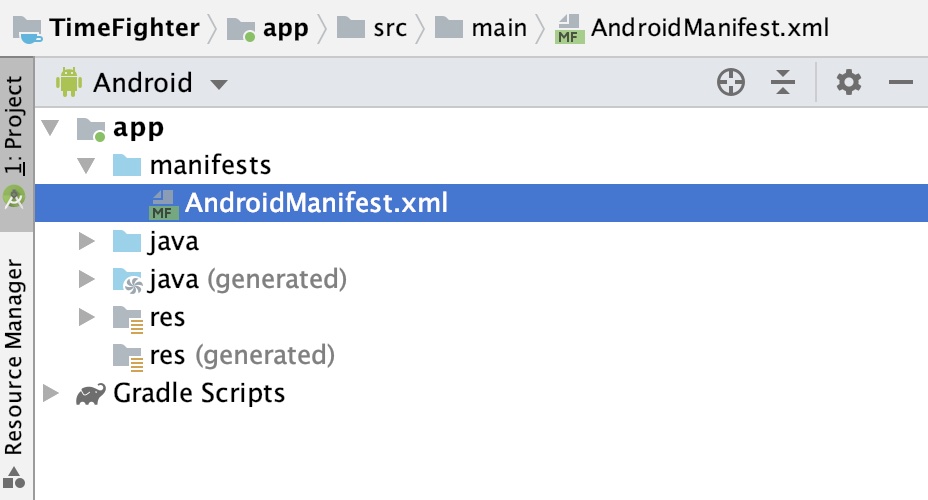 TimeFighter app src main AndroidManifest.xml
1: Project
Android
app
manifests
AndroidManifest.xml
java
java (generated)
res
res (generated)
Gradle Scripts
Resource Manager
MF
MF